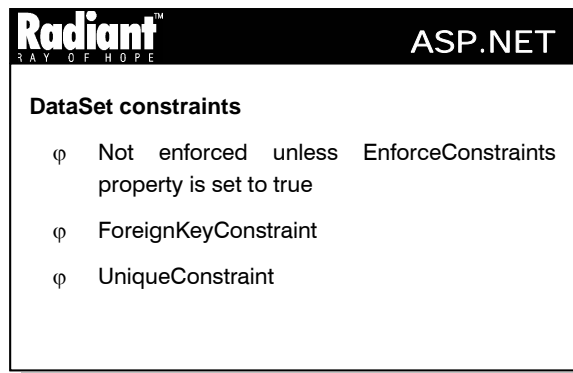 Radiant™
RAY OF HOPE
ASP.NET
DataSet constraints
φ Not enforced unless EnforceConstraints
property is set to true
φ ForeignKeyConstraint
φ UniqueConstraint